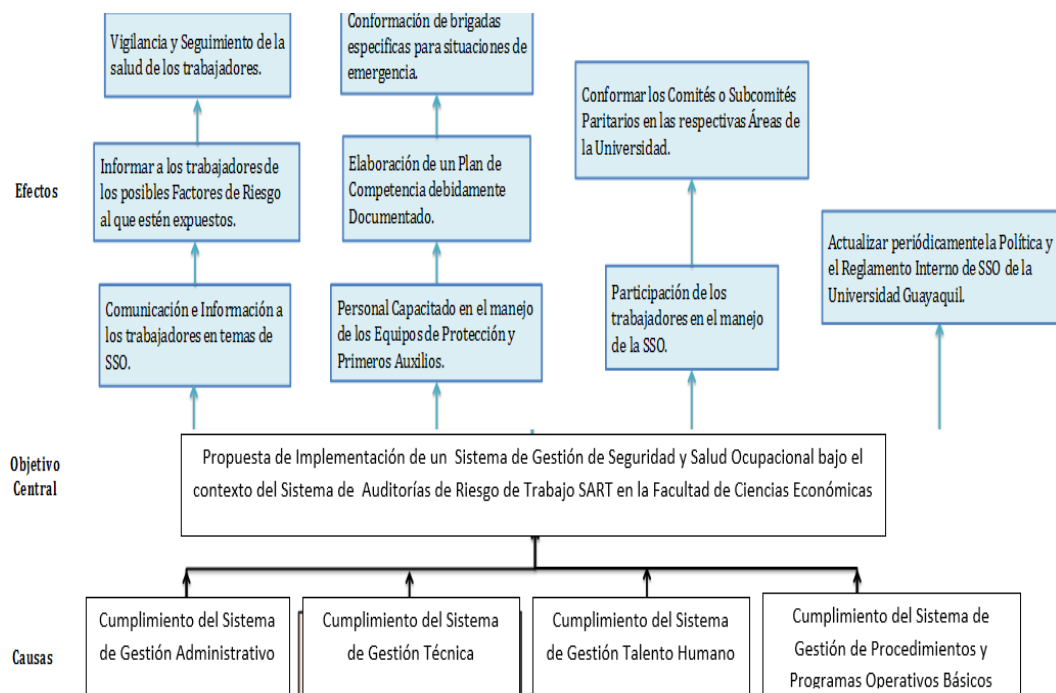 Vigilancia y Seguimiento de la
salud de los trabajadores.
Conformación de brigadas
especificas para situaciones de
emergencia.
Conformar los Comités o Subcomités
Paritarios en las respectivas Áreas de
la Universidad.
Efectos
Informar a los trabajadores de
los posibles Factores de Riesgo
al que estén expuestos.
Elaboración de un Plan de
Competencia debidamente
Documentado.
Actualizar periódicamente la Política y
el Reglamento Interno de SSO de la
Universidad Guayaquil.
Comunicación e Información a
los trabajadores en temas de
SSO.
Personal Capacitado en el manejo
de los Equipos de Protección y
Primeros Auxilios.
Participación de los
trabajadores en el manejo
de la SSO.
Objetivo
Central
Propuesta de Implementación de un Sistema de Gestión de Seguridad y Salud Ocupacional bajo el
contexto del Sistema de Auditorías de Riesgo de Trabajo SART en la Facultad de Ciencias Económicas
Causas
Cumplimiento del Sistema
de Gestión Administrativo
Cumplimiento del Sistema
de Gestión Técnica
Cumplimiento del Sistema
de Gestión Talento Humano
Cumplimiento del Sistema de
Gestión de Procedimientos y
Programas Operativos Básicos